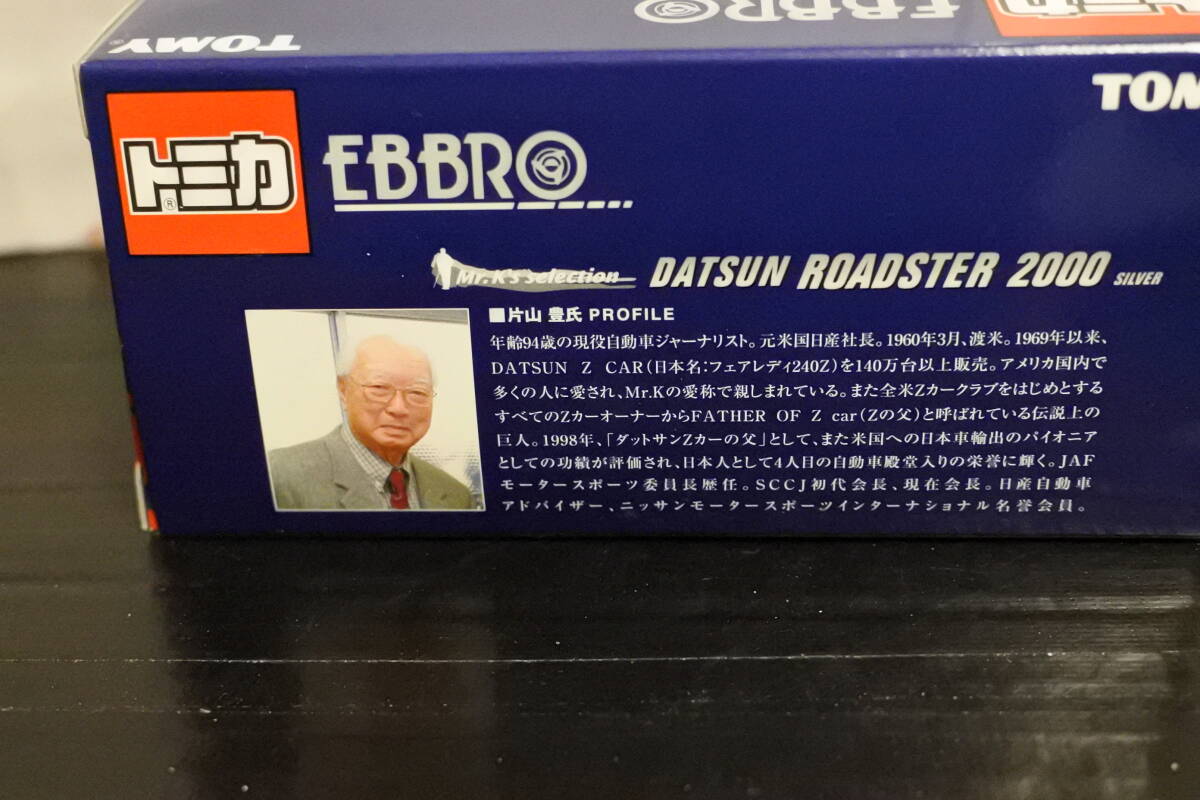 TOMY®
EBBRO
トミカ
TOM
トミカ®
EBBRO
Mr.K's selection DATSUN ROADSTER 2000 SILVER
■片山 豊氏 PROFILE
年齢94歳の現役自動車ジャーナリスト。元米国日産社長。1960年3月、渡米。1969年以来、
DATSUN Z CAR(日本名:フェアレディ240Z)を140万台以上販売。アメリカ国内で
多くの人に愛され、Mr.Kの愛称で親しまれている。また全米Zカークラブをはじめとする
すべてのZカーオーナーからFATHER OF Z car(Zの父)と呼ばれている伝説上の
巨人。1998年、「ダットサンZカーの父」として、また米国への日本車輸出のパイオニア
としての功績が評価され、日本人として4人目の自動車殿堂入りの栄誉に輝く。JAF
モータースポーツ委員長歴任。SCCJ初代会長、現在会長。日産自動車
アドバイザー、ニッサンモータースポーツインターナショナル名誉会員。